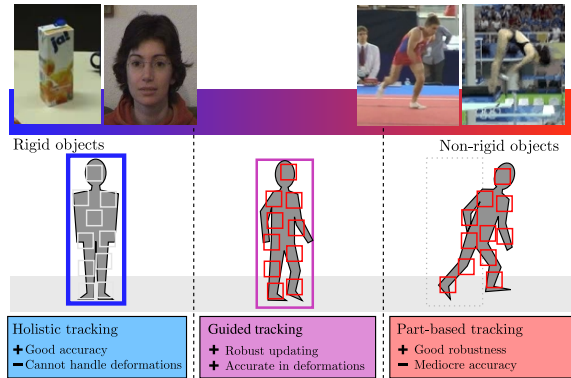 ja!
Rigid objects
Non-rigid objects
Holistic tracking
+ Good accuracy
− Cannot handle deformations
Guided tracking
+ Robust updating
+ Accurate in deformations
Part-based tracking
+ Good robustness
− Mediocre accuracy